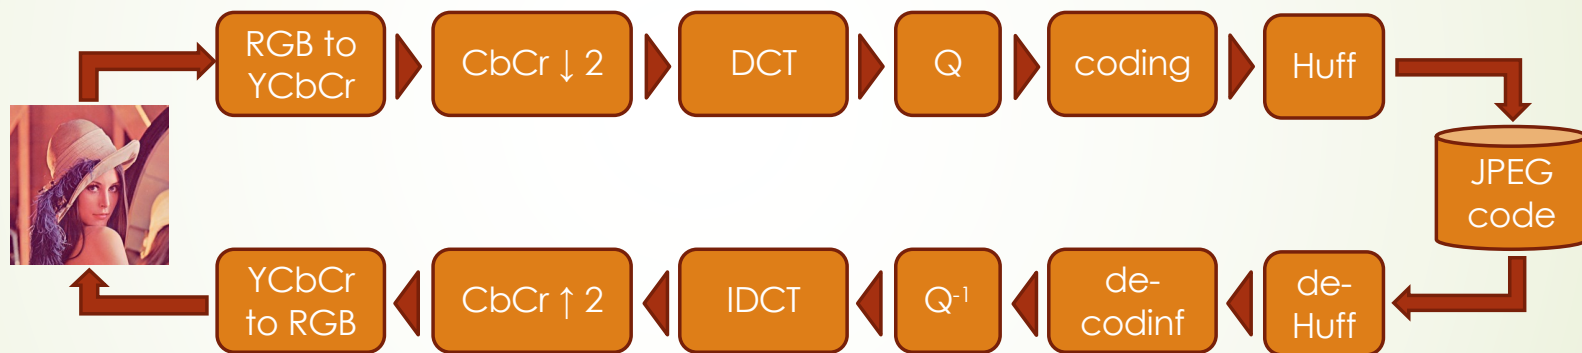 RGB to
YCbCr
CbCr ↓ 2
DCT
Q
coding
Huff
JPEG
code
YCbCr
to RGB
CbCr ↑ 2
IDCT
Q-1
de-
codinf
de-
Huff